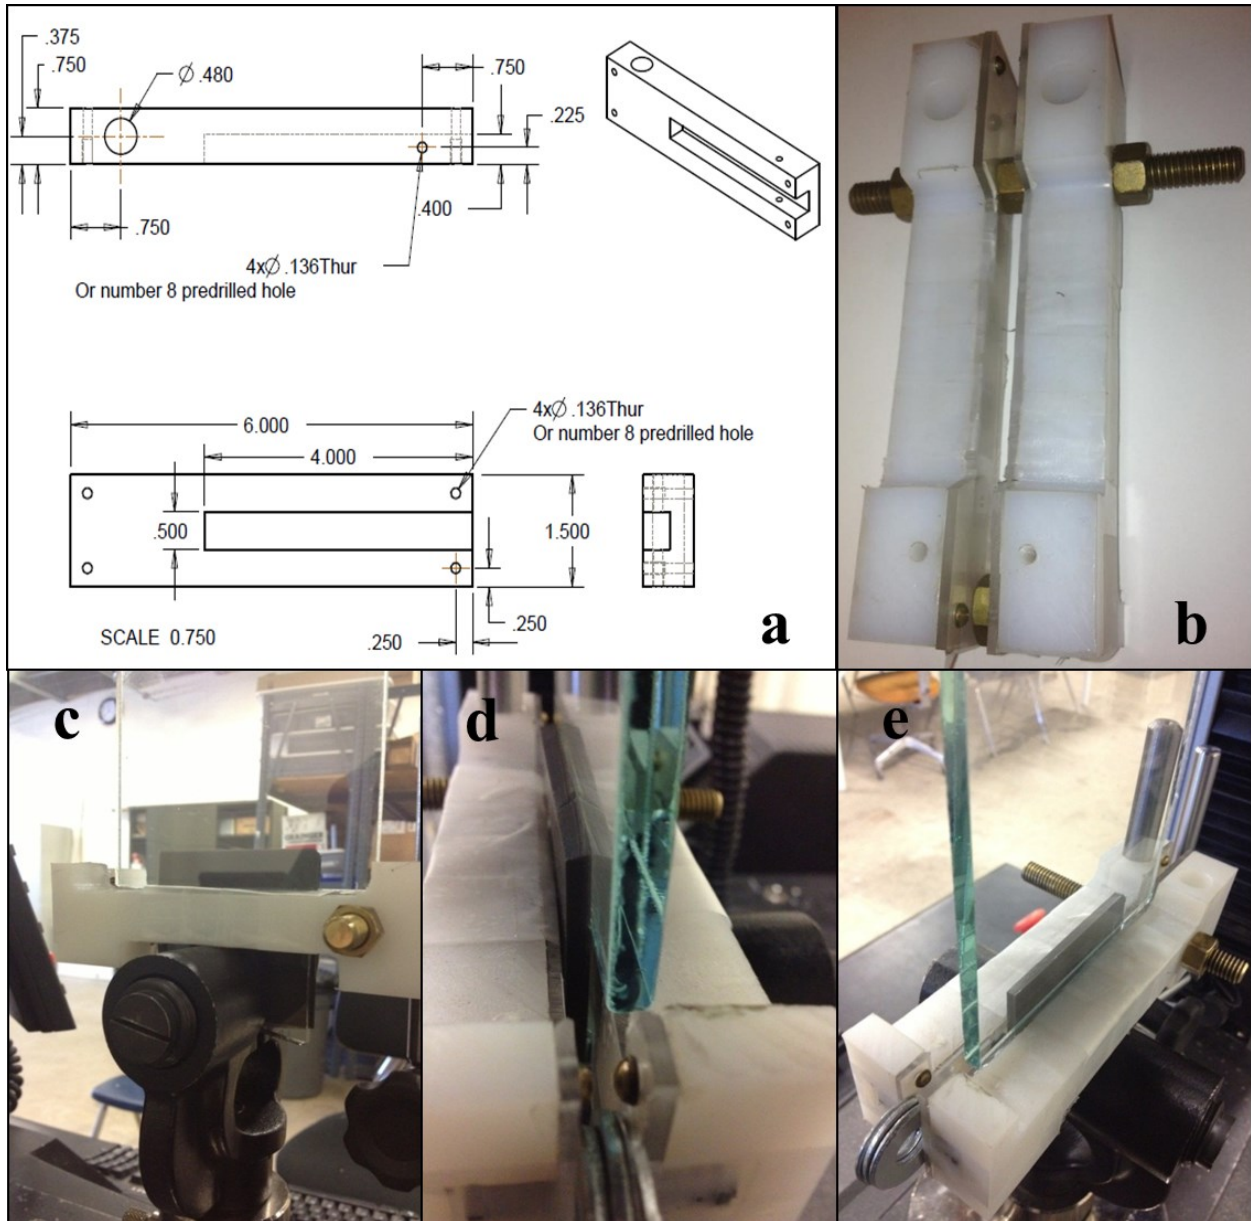 .375
.750
Ø .480
.750
.225
.750
.400
4xØ .136Thur
Or number 8 predrilled hole
6.000
4.000
4xØ .136Thur
Or number 8 predrilled hole
.500
1.500
.250
.250
SCALE 0.750
a
b
c
d
e